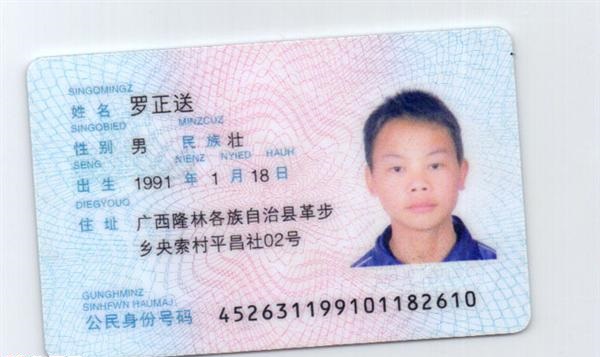 SINGQMINGZ
姓名 罗正送
SINGQBIED MINZCUZ
性别 男 民族 壮
SENG NIENZ NYIED HAUH
出生 1991 年 1 月 18 日
DIEGYOUQ
住址 广西隆林各族自治县革步
乡央索村平昌社02号
GUNGHMINZ
SINHFWN HAUMAJ
公民身份号码 452631199101182610